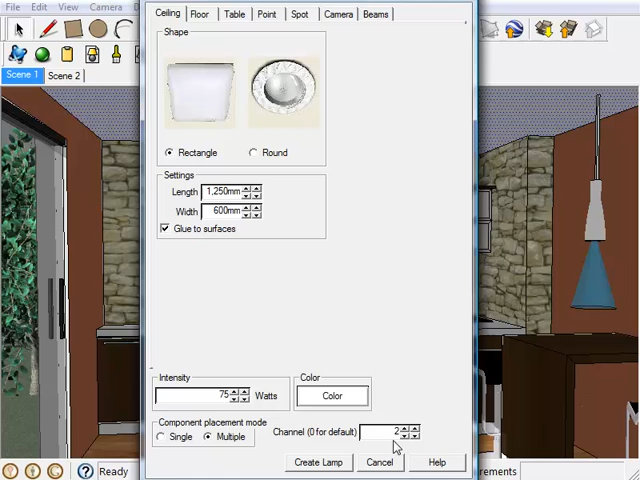 File Edit View Camera
Ceiling Floor Table Point Spot Camera Beams
Scene 1 Scene 2
Shape
Rectangle Round
Settings
Length 1,250mm
Width 600mm
Glue to surfaces
Intensity Color
75 Watts Color
Component placement mode
Channel (0 for default) 2
Single Multiple
Create Lamp Cancel Help
Ready